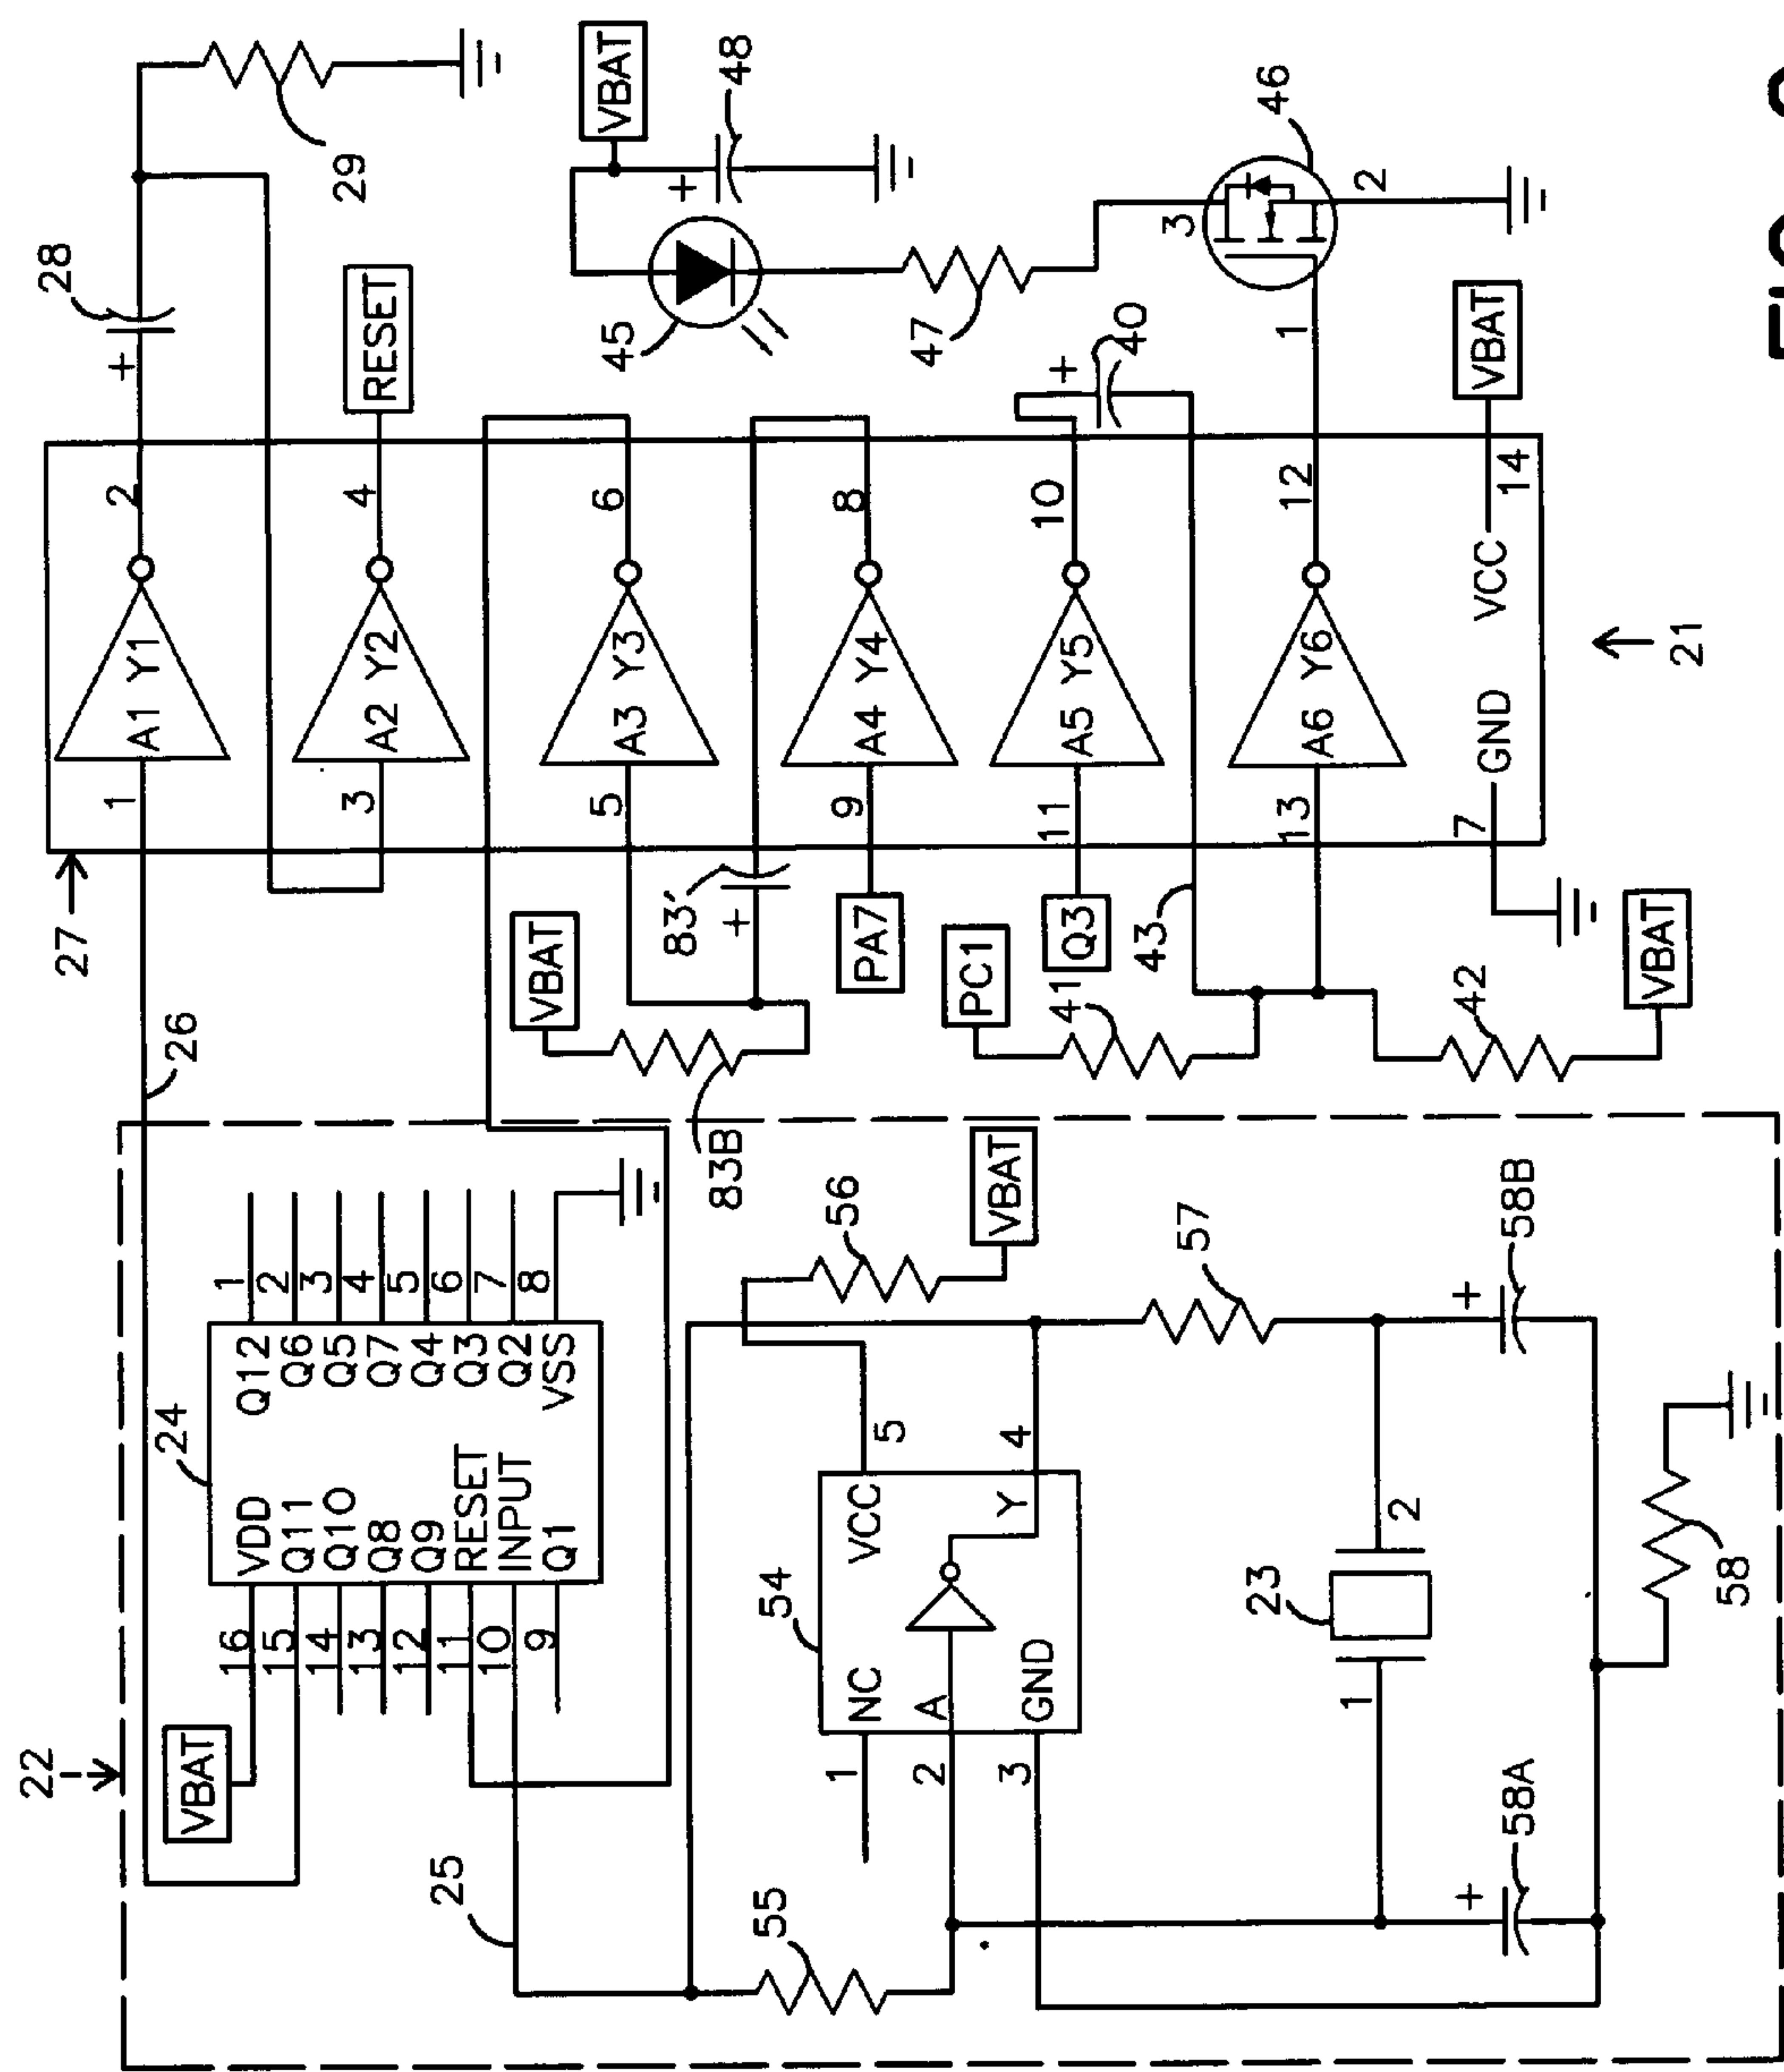 28
29
27
1
A1 Y1
2
3
A2 Y2
4
RESET
VBAT
+
48
26
5
A3 Y3
6
45
83'
+
VBAT
83B
PA7
9
A4 Y4
8
47
PC1
41
Q3
11
A5 Y5
10
+
40
3
46
2
1
43
13
A6 Y6
12
42
VBAT
7
GND
VCC
14
VBAT
21
22
24
VBAT
16
15
14
13
12
11
10
9
VDD
Q11
Q10
Q8
Q9
RESET
INPUT
Q1
Q12
Q6
Q5
Q7
Q4
Q3
Q2
VSS
1
2
3
4
5
6
7
8
25
55
54
NC
A
GND
VCC
Y
1
2
3
5
4
56
VBAT
57
23
1
2
+
58A
+
58B
58
+